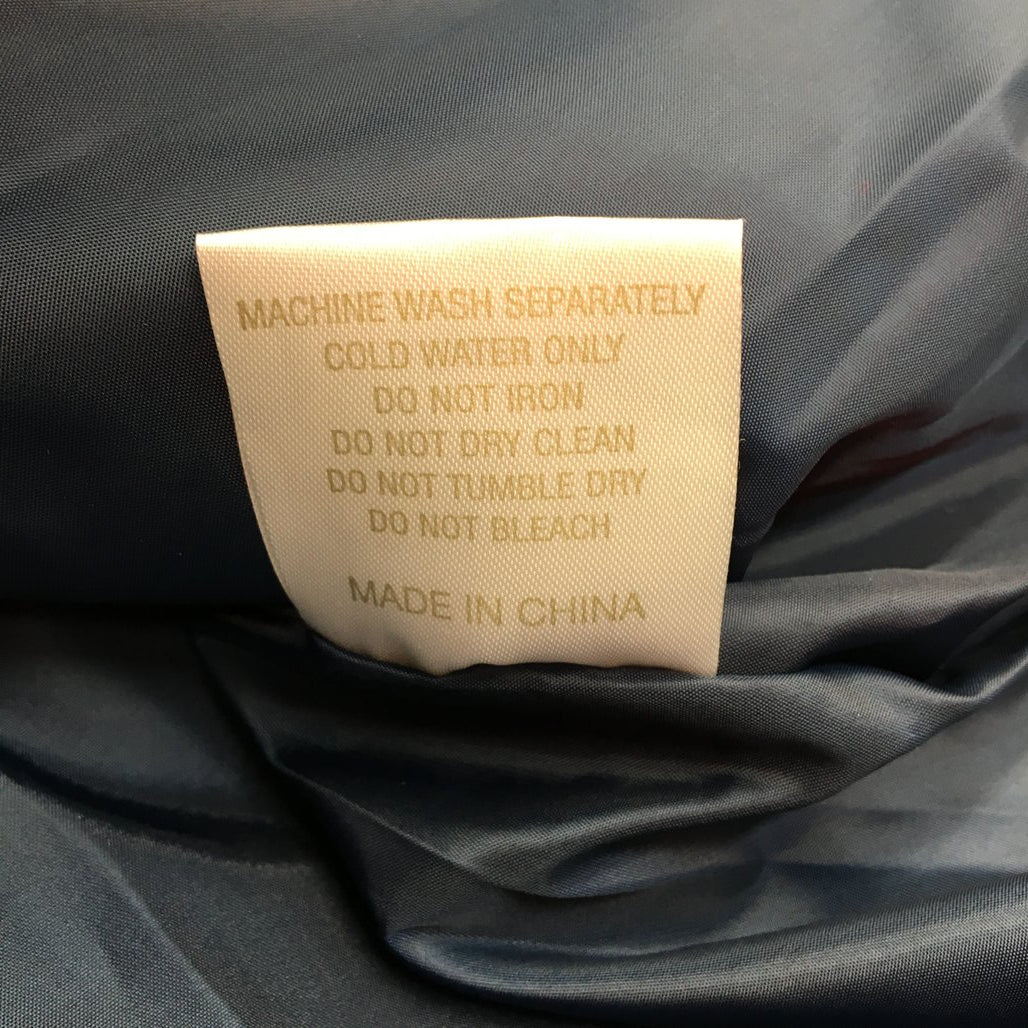 MACHINE WASH SEPARATELY
COLD WATER ONLY
DO NOT IRON
DO NOT DRY CLEAN
DO NOT TUMBLE DRY
DO NOT BLEACH
MADE IN CHINA